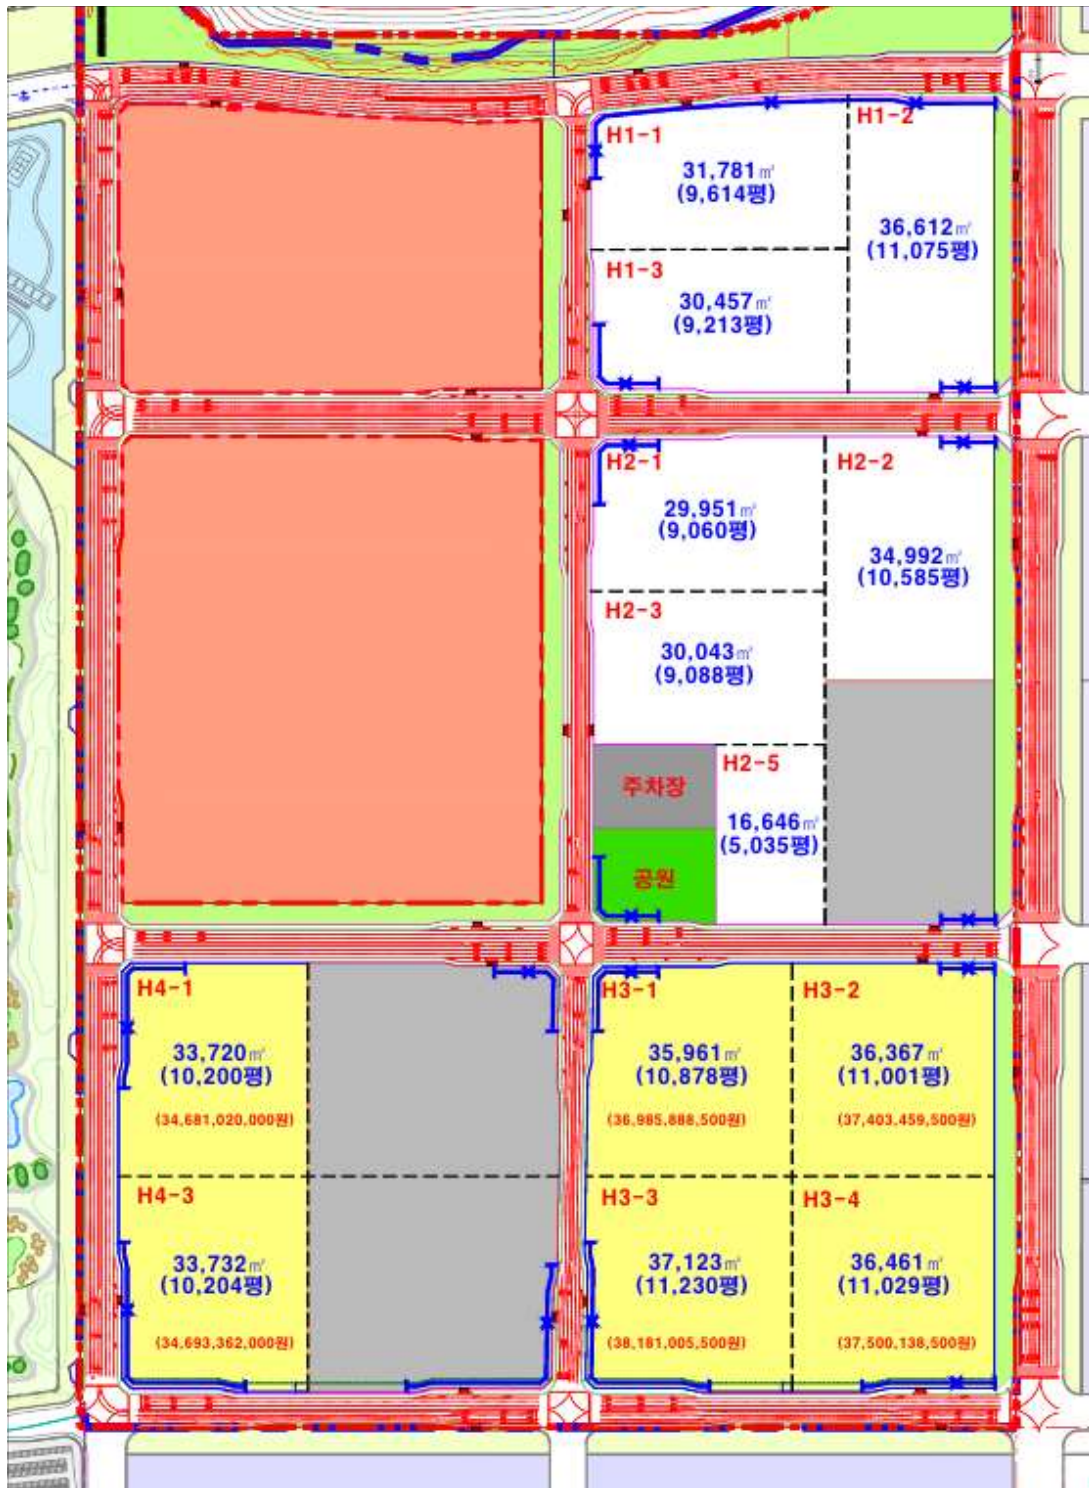 H1-1
31,781㎡
(9,614평)
H1-2
36,612㎡
(11,075평)
H1-3
30,457㎡
(9,213평)
H2-1
29,951㎡
(9,060평)
H2-2
34,992㎡
(10,585평)
H2-3
30,043㎡
(9,088평)
주차장
H2-5
16,646㎡
(5,035평)
공원
H4-1
33,720㎡
(10,200평)
(34,681,020,000원)
H3-1
35,961㎡
(10,878평)
(36,985,888,500원)
H3-2
36,367㎡
(11,001평)
(37,403,459,500원)
H4-3
33,732㎡
(10,204평)
(34,693,362,000원)
H3-3
37,123㎡
(11,230평)
(38,181,005,500원)
H3-4
36,461㎡
(11,029평)
(37,500,138,500원)